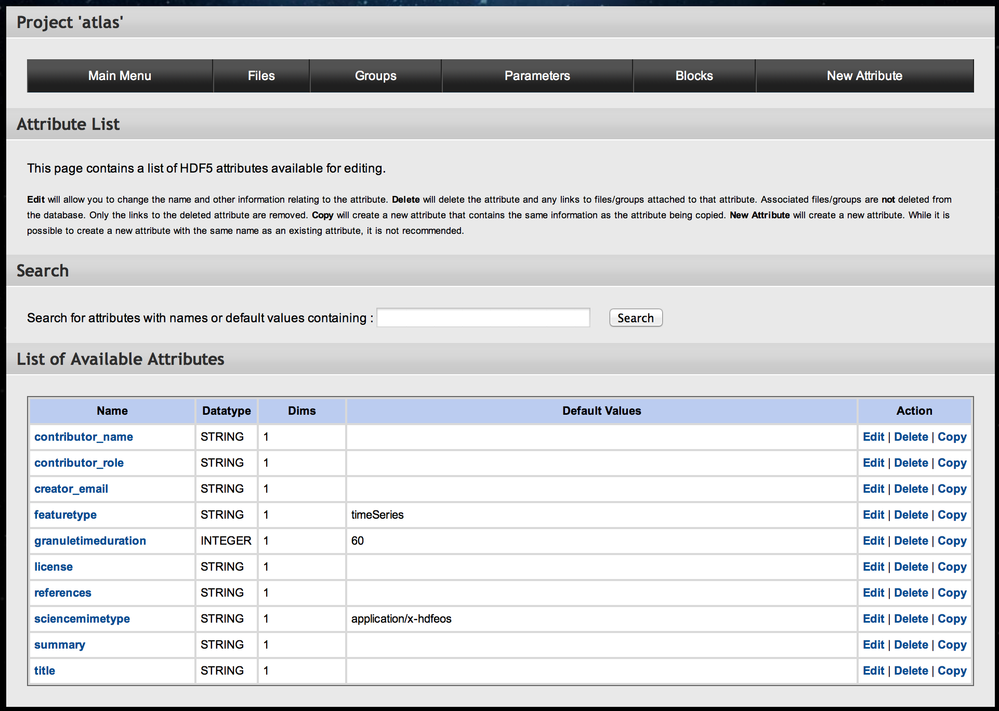 Project 'atlas'
Main Menu Files Groups Parameters Blocks New Attribute
Attribute List
This page contains a list of HDF5 attributes available for editing.
Edit will allow you to change the name and other information relating to the attribute. Delete will delete the attribute and any links to files/groups attached to that attribute. Associated files/groups are not deleted from
the database. Only the links to the deleted attribute are removed. Copy will create a new attribute that contains the same information as the attribute being copied. New Attribute will create a new attribute. While it is
possible to create a new attribute with the same name as an existing attribute, it is not recommended.
Search
Search for attributes with names or default values containing : Search
List of Available Attributes
Name Datatype Dims Default Values Action
contributor_name STRING 1 Edit | Delete | Copy
contributor_role STRING 1 Edit | Delete | Copy
creator_email STRING 1 Edit | Delete | Copy
featuretype STRING 1 timeSeries Edit | Delete | Copy
granuletimeduration INTEGER 1 60 Edit | Delete | Copy
license STRING 1 Edit | Delete | Copy
references STRING 1 Edit | Delete | Copy
sciencemimetype STRING 1 application/x-hdfeos Edit | Delete | Copy
summary STRING 1 Edit | Delete | Copy
title STRING 1 Edit | Delete | Copy